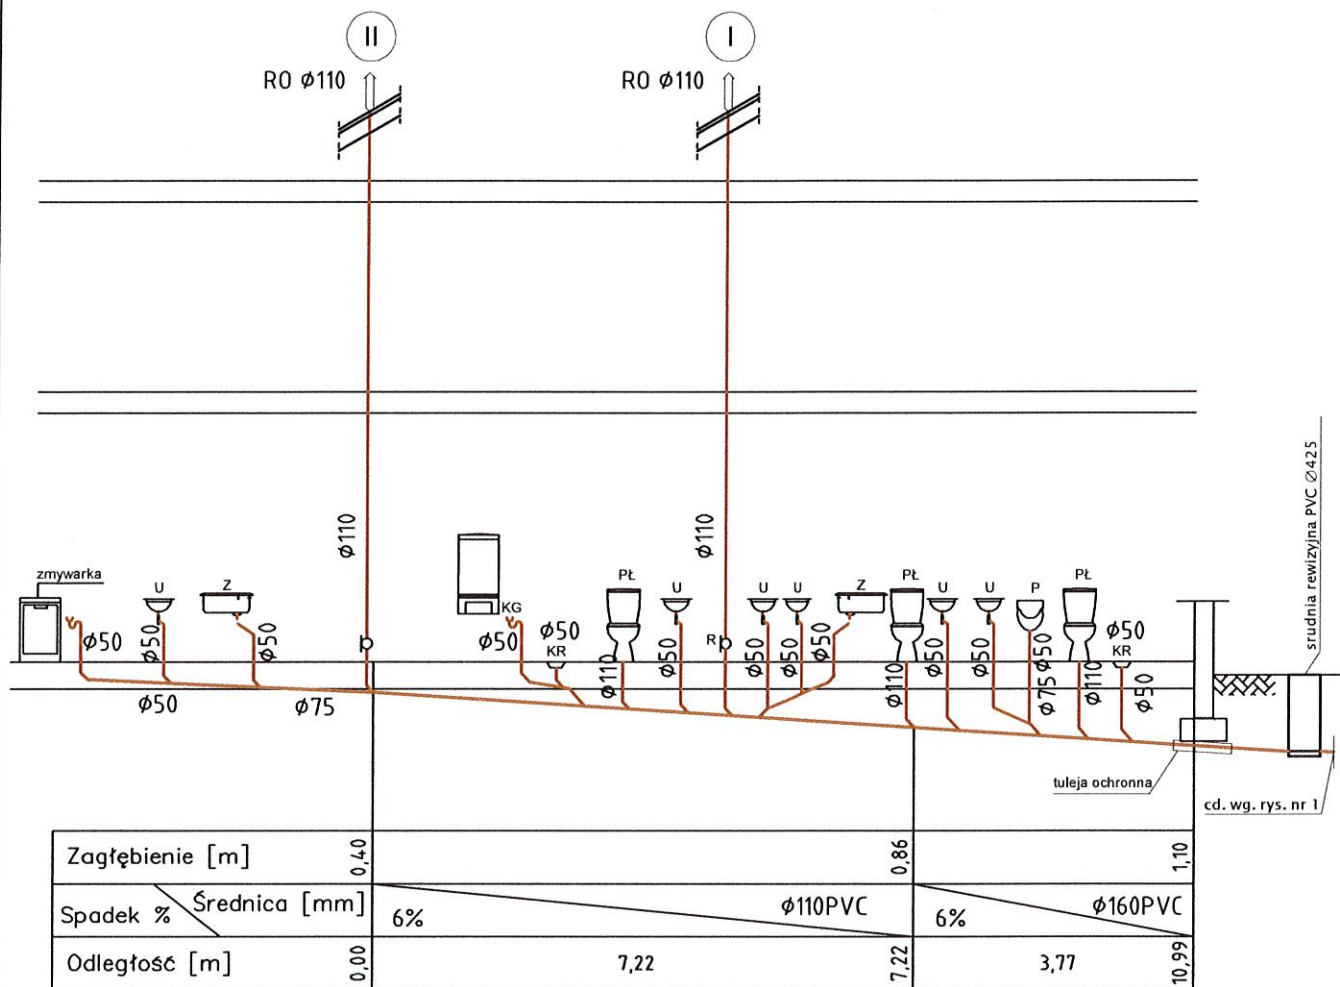 II
I
RO ϕ110
RO ϕ110
ϕ110
ϕ110
srudnia rewizyjna PVC ∅425
zmywarka
U
Z
KG
PŁ
U
R
U
U
Z
PŁ
U
U
P
PŁ
ϕ50
ϕ50
ϕ50
ϕ50
ϕ50
KR
ϕ110
ϕ50
ϕ50
ϕ50
ϕ50
ϕ110
ϕ50
ϕ50
ϕ75 ϕ50
ϕ110
ϕ50
KR
ϕ50
ϕ50
ϕ75
tuleja ochronna
cd. wg. rys. nr 1
Zagłębienie [m] 0,40 0,86 1,10
Spadek % Średnica [mm] 6% ϕ110PVC 6% ϕ160PVC
Odległość [m] 0,00 7,22 7,22 3,77 10,99